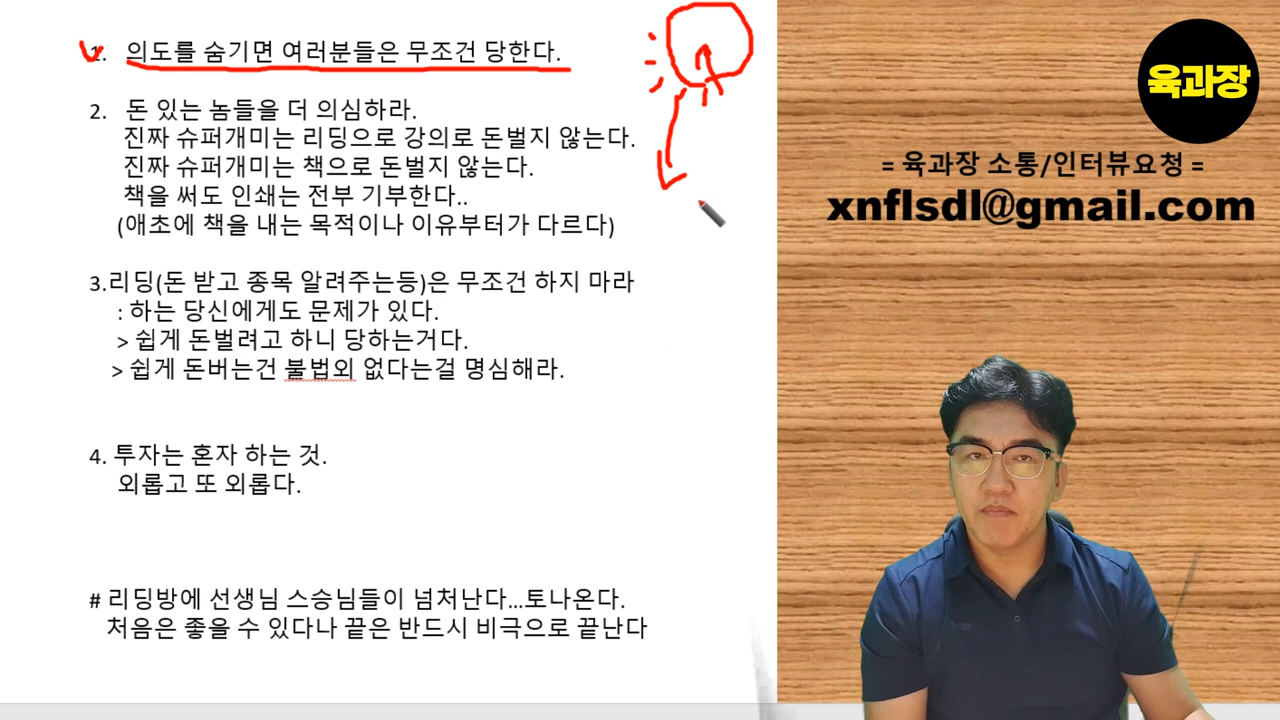 1. 의도를 숨기면 여러분들은 무조건 당한다.
2. 돈 있는 놈들을 더 의심하라.
진짜 슈퍼개미는 리딩으로 강의로 돈벌지 않는다.
진짜 슈퍼개미는 책으로 돈벌지 않는다.
책을 써도 인쇄는 전부 기부한다..
(애초에 책을 내는 목적이나 이유부터가 다르다)
3.리딩(돈 받고 종목 알려주는등)은 무조건 하지 마라
: 하는 당신에게도 문제가 있다.
> 쉽게 돈벌려고 하니 당하는거다.
> 쉽게 돈버는건 불법외 없다는걸 명심해라.
4. 투자는 혼자 하는 것.
외롭고 또 외롭다.
# 리딩방에 선생님 스승님들이 넘처난다...토나온다.
처음은 좋을 수 있다나 끝은 반드시 비극으로 끝난다
육과장
= 육과장 소통/인터뷰요청 =
xnflsdl@gmail.com